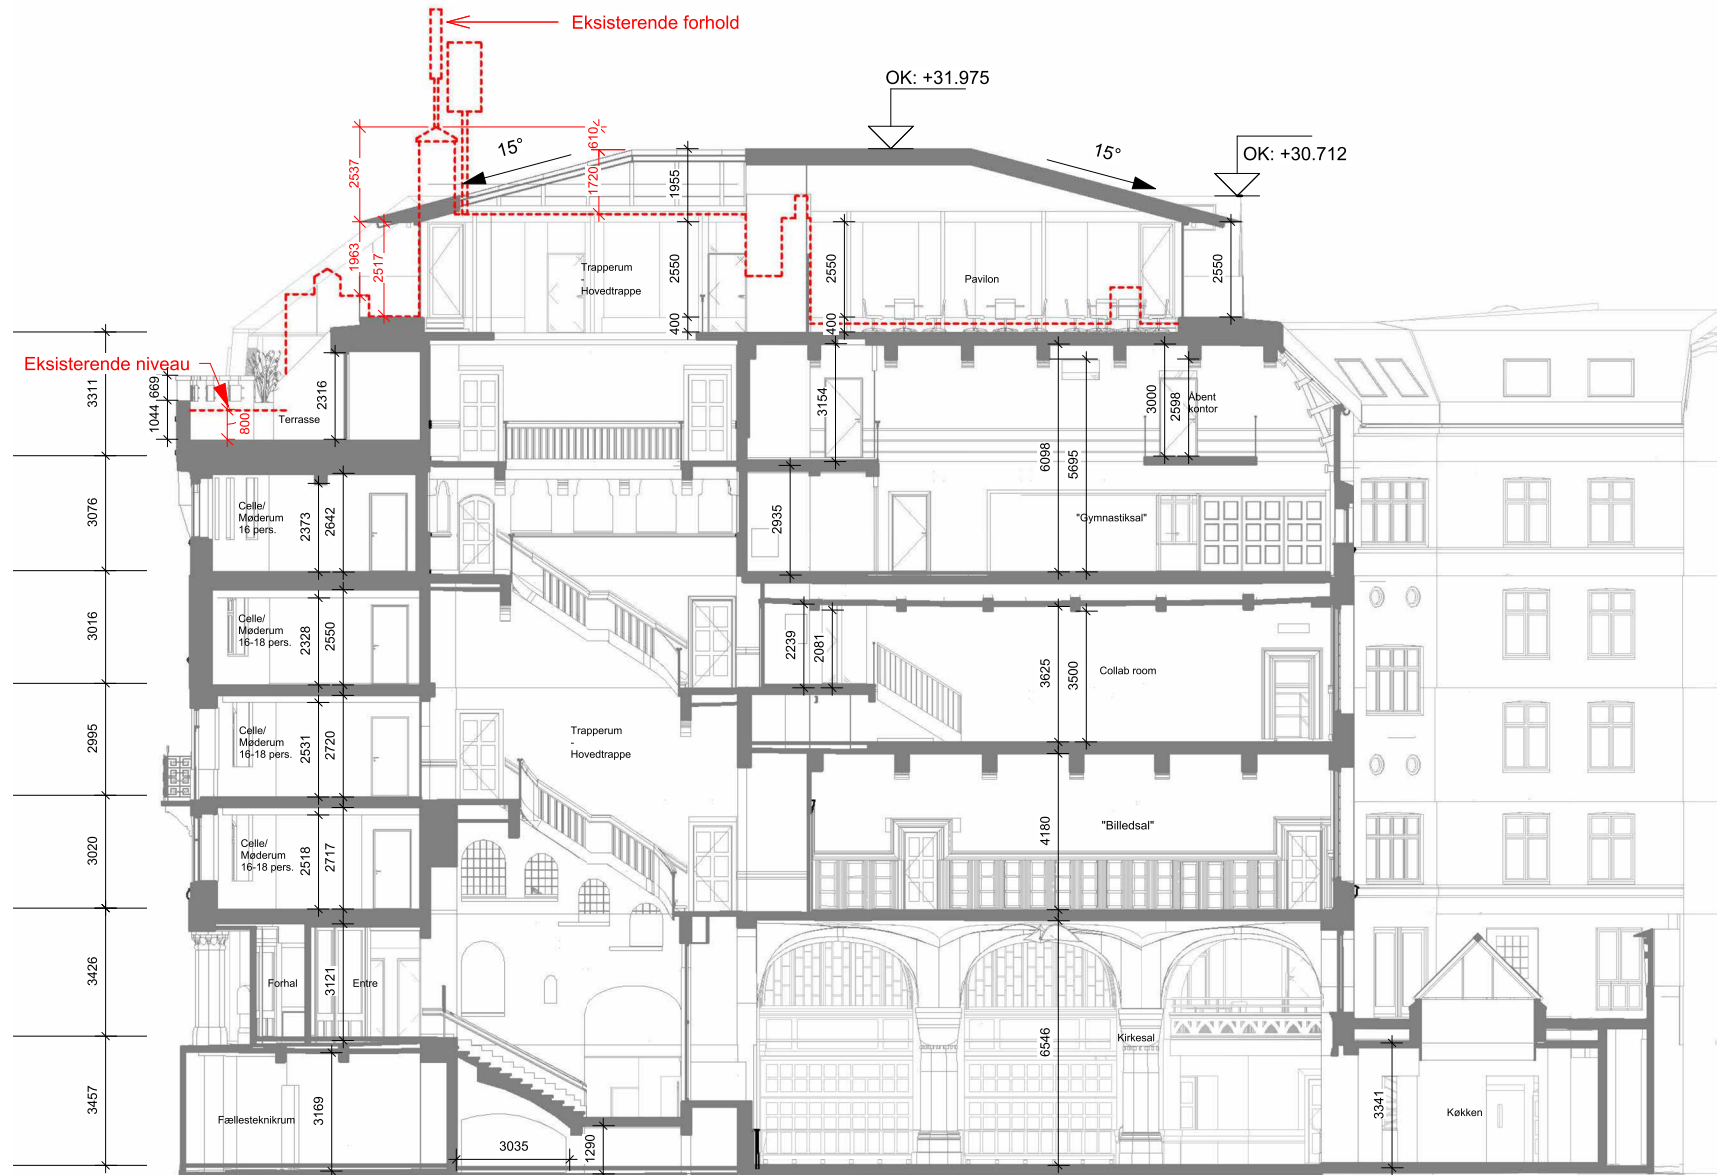 Eksisterende forhold
OK: +31.975
OK: +30.712
15°
15°
2537
1720
1955
1963
2517
2550
400
2550
400
2550
Trapperum
-
Hovedtrappe
Pavilon
Eksisterende niveau
3311
669
1044
800
2316
Terrasse
3154
3000
2598
Åbent
kontor
6098
5695
3076
Celle/
Møderum
16 pers.
2373
2642
2935
"Gymnastiksal"
3016
Celle/
Møderum
16-18 pers.
2328
2550
2239
2081
3625
3500
Collab room
2995
Celle/
Møderum
16-18 pers.
2531
2720
Trapperum
-
Hovedtrappe
3020
Celle/
Møderum
16-18 pers.
2518
2717
4180
"Billedsal"
3426
Forhal
3121
Entre
6546
Kirkesal
3457
Fællesteknikrum
3169
3035
1290
3341
Køkken